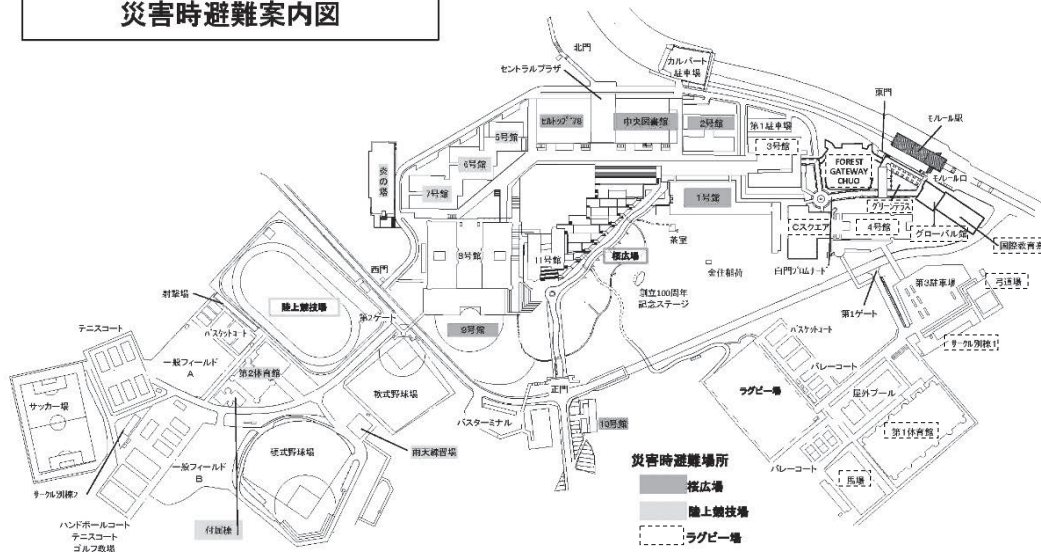 災害時避難案内図
北門
カルバート
駐車場
セントラルプラザ
東門
モノレール駅
ヒルトップ'78
中央図書館
2号館
第1駐車場
3号館
5号館
6号館
7号館
炎の塔
FOREST
GATEWAY
CHUO
モノレール口
グリーンテラス
1号館
Cスクエア
4号館
グローバル館
国際教育寮
白門プロムナード
茶室
金住稲荷
桜広場
創立100周年
記念ステージ
8号館
11号館
西門
9号館
第2ゲート
射撃場
陸上競技場
テニスコート
バスケットコート
一般フィールド
A
第2体育館
サッカー場
軟式野球場
正門
バスターミナル
10号館
硬式野球場
雨天練習場
一般フィールド
B
サークル別棟2
ハンドボールコート
テニスコート
ゴルフ教場
付属棟
第1ゲート
第3駐車場
弓道場
サークル別棟1
バスケットコート
バレーコート
ラグビー場
屋外プール
第1体育館
バレーコート
馬場
災害時避難場所
桜広場
陸上競技場
ラグビー場